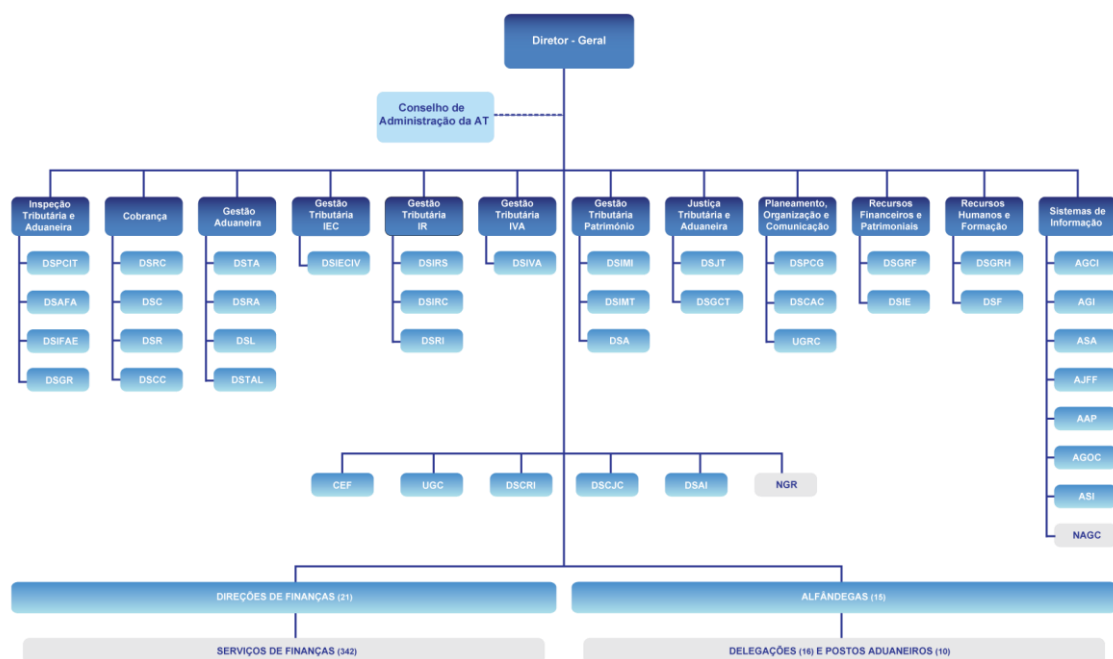 Diretor - Geral
Conselho de
Administração da AT
Inspeção
Tributária e
Aduaneira
Cobrança
Gestão
Aduaneira
Gestão
Tributária
IEC
Gestão
Tributária
IR
Gestão
Tributária
IVA
Gestão
Tributária
Património
Justiça
Tributária e
Aduaneira
Planeamento,
Organização e
Comunicação
Recursos
Financeiros e
Patrimoniais
Recursos
Humanos e
Formação
Sistemas de
Informação
DSPCIT
DSRC
DSTA
DSIECIV
DSIRS
DSIVA
DSIMI
DSJT
DSPCG
DSGRF
DSGRH
AGCI
DSAFA
DSC
DSRA
DSIRC
DSIMT
DSGCT
DSCAC
DSIE
DSF
AGI
DSIFAE
DSR
DSL
DSRI
DSA
UGRC
ASA
DSGR
DSCC
DSTAL
AJFF
AAP
AGOC
ASI
NAGC
CEF
UGC
DSCRI
DSCJC
DSAI
NGR
DIREÇÕES DE FINANÇAS (21)
ALFÂNDEGAS (15)
SERVIÇOS DE FINANÇAS (342)
DELEGAÇÕES (16) E POSTOS ADUANEIROS (10)